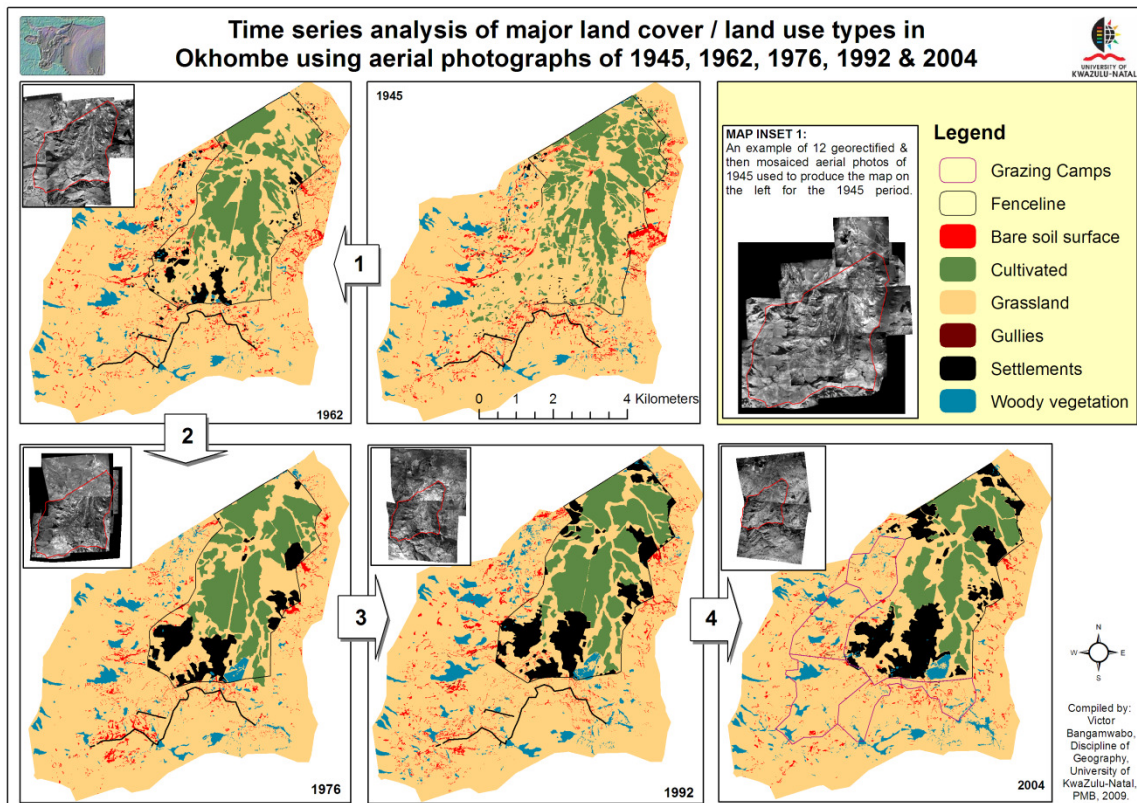 Time series analysis of major land cover / land use types in
Okhombe using aerial photographs of 1945, 1962, 1976, 1992 & 2004
UNIVERSITY OF
KWAZULU-NATAL
1962
1
1945
0 2 4 Kilometers
MAP INSET 1:
An example of 12 georectified &
then mosaiced aerial photos of
1945 used to produce the map on
the left for the 1945 period.
Legend
Grazing Camps
Fenceline
Bare soil surface
Cultivated
Grassland
Gullies
Settlements
Woody vegetation
2
1976
3
1992
4
2004
N
W E
S
Compiled by:
Victor
Bangamwabo,
Discipline of
Geography,
University of
KwaZulu-Natal,
PMB, 2009.